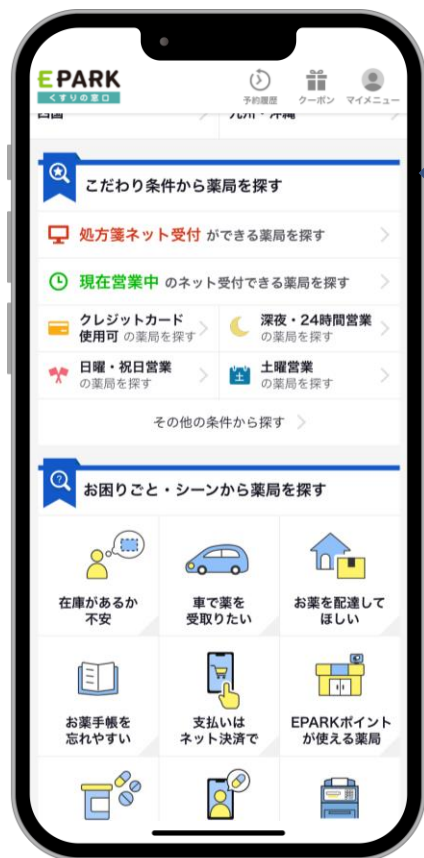 EPARK
くすりの窓口
予約履歴
クーポン
マイメニュー
四国
九州・沖縄
こだわり条件から薬局を探す
処方箋ネット受付 ができる薬局を探す
現在営業中 のネット受付できる薬局を探す
クレジットカード
使用可 の薬局を探す
深夜・24時間営業
の薬局を探す
日曜・祝日営業
の薬局を探す
土
土曜営業
の薬局を探す
その他の条件から探す
お困りごと・シーンから薬局を探す
在庫があるか
不安
車で薬を
受取りたい
お薬を配達して
ほしい
お薬手帳を
忘れやすい
支払いは
ネット決済で
EPARKポイント
が使える薬局